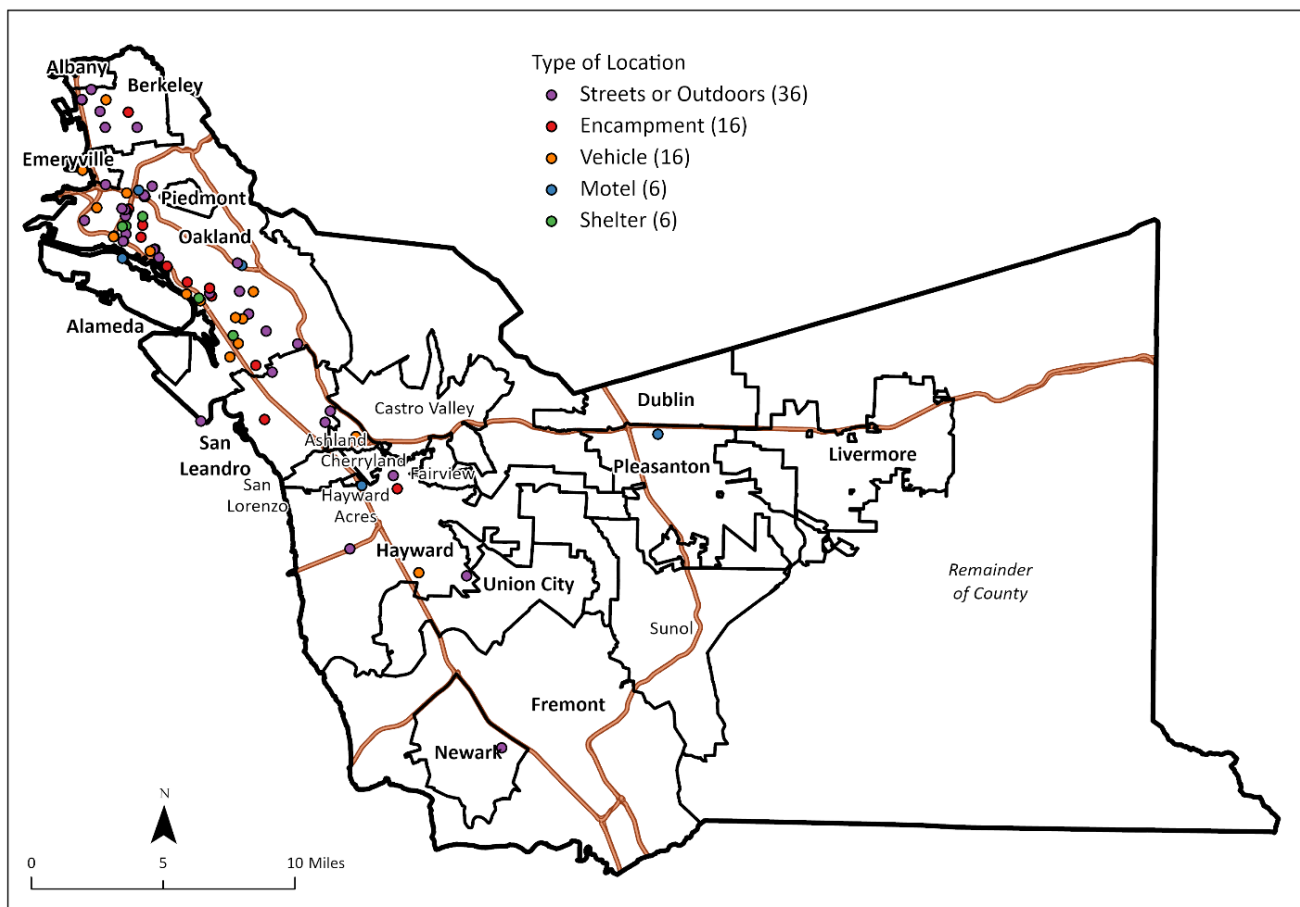 Type of Location
Streets or Outdoors (36)
Encampment (16)
Vehicle (16)
Motel (6)
Shelter (6)
Albany
Berkeley
Emeryville
Piedmont
Oakland
Alameda
Castro Valley
Dublin
San
Leandro
Ashland
Cherryland
Fairview
Pleasanton
Livermore
San
Lorenzo
Hayward
Acres
Hayward
Union City
Remainder
of County
Sunol
Fremont
Newark
N
0 5 10 Miles